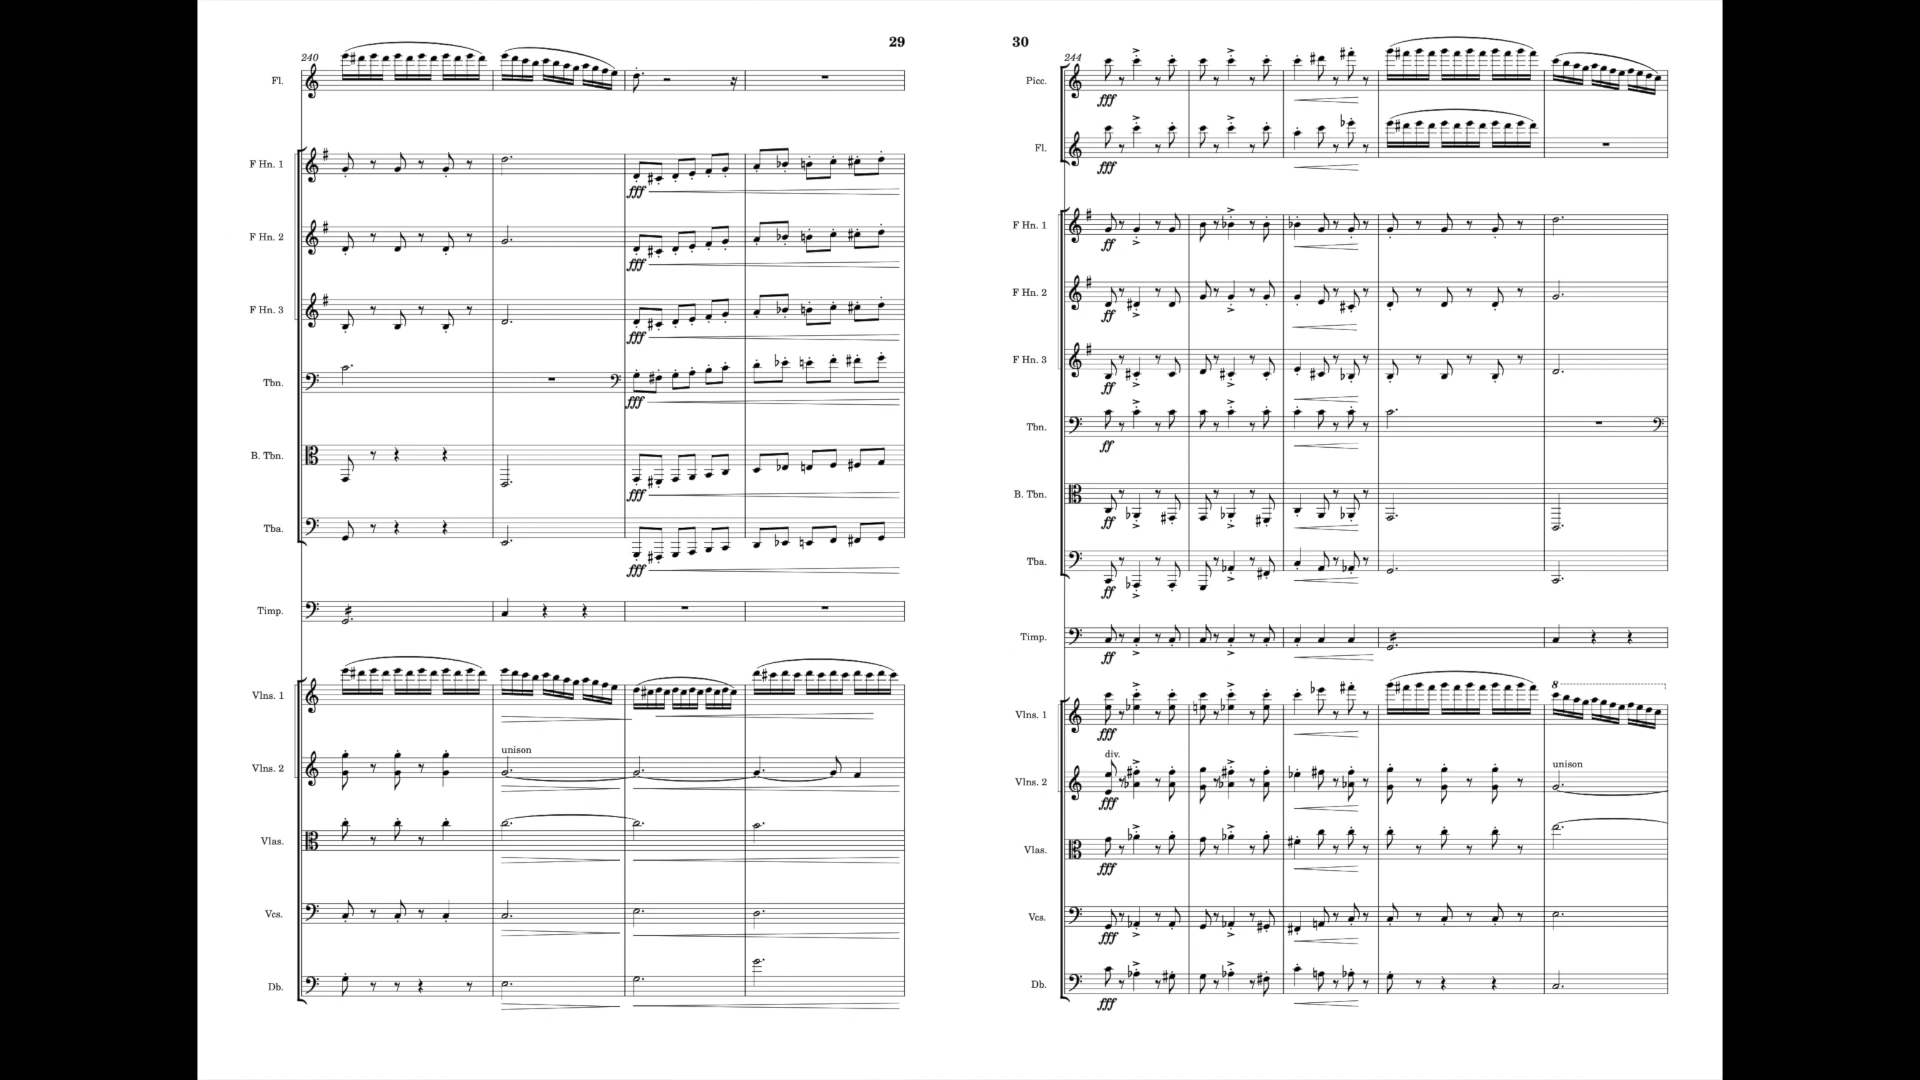 29
240
Fl.
F Hn. 1
fff
F Hn. 2
fff
F Hn. 3
fff
Tbn.
fff
B. Tbn.
fff
Tba.
fff
Timp.
Vlns. 1
unison
Vlns. 2
Vlas.
Vcs.
Db.
30
244
Picc.
fff
Fl.
fff
F Hn. 1
ff
F Hn. 2
ff
F Hn. 3
ff
Tbn.
ff
B. Tbn.
ff
Tba.
ff
Timp.
ff
8
Vlns. 1
fff
div.
unison
Vlns. 2
fff
Vlas.
fff
Vcs.
fff
Db.
fff